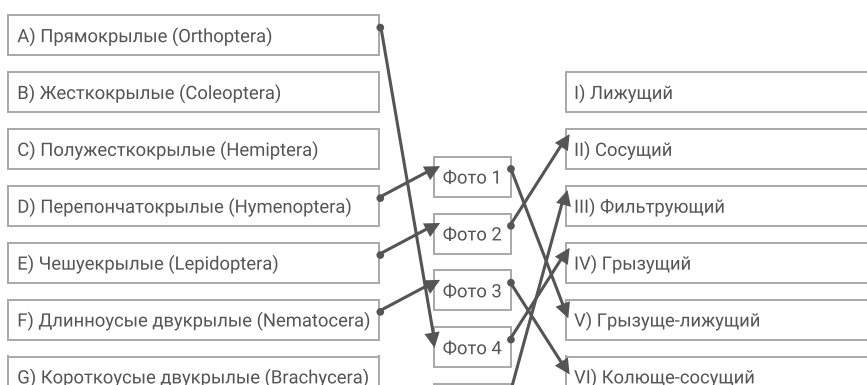 A) Прямокрылые (Orthoptera)
B) Жесткокрылые (Coleoptera)
C) Полужесткокрылые (Hemiptera)
D) Перепончатокрылые (Hymenoptera)
E) Чешуекрылые (Lepidoptera)
F) Длинноусые двукрылые (Nematocera)
G) Короткоусые двукрылые (Brachycera)
Фото 1
Фото 2
Фото 3
Фото 4
I) Лижущий
II) Сосущий
III) Фильтрующий
IV) Грызущий
V) Грызуще-лижущий
VI) Колюще-сосущий